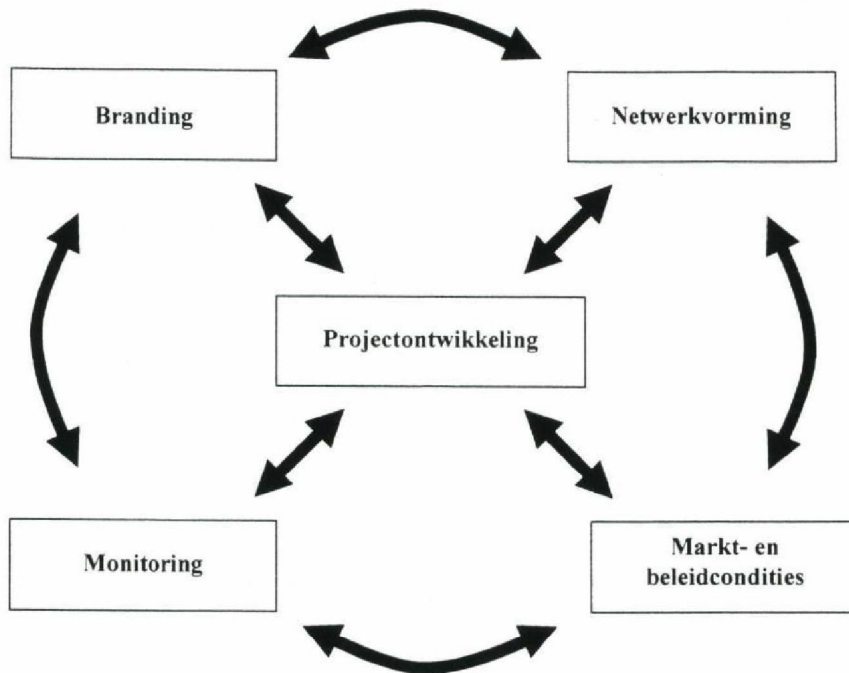 Branding
Netwerkvorming
Projectontwikkeling
Monitoring
Markt- en
beleidcondities